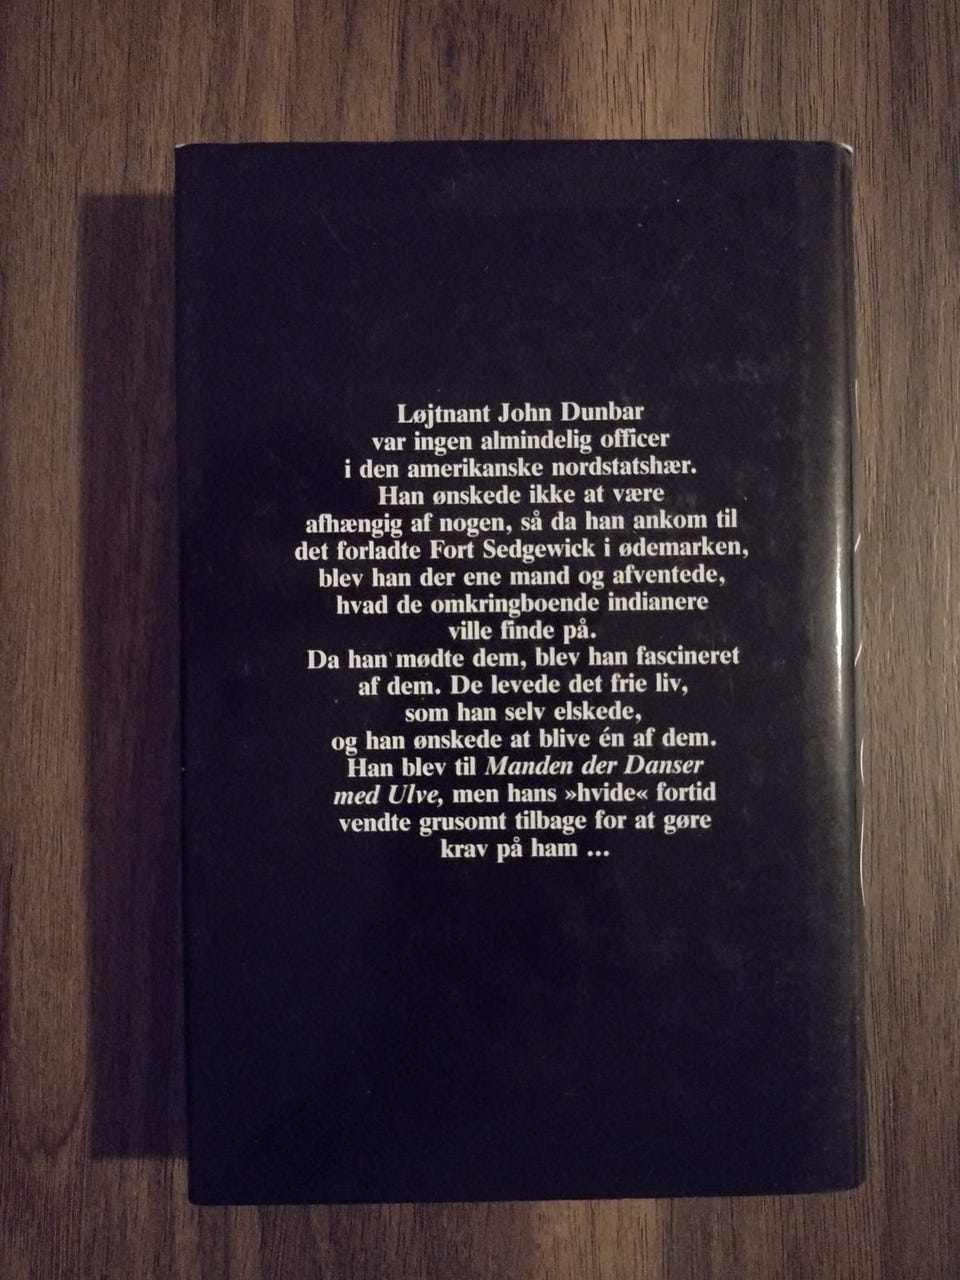 Løjtnant John Dunbar
var ingen almindelig officer
i den amerikanske nordstatshær.
Han ønskede ikke at være
afhængig af nogen, så da han ankom til
det forladte Fort Sedgewick i ødemarken,
blev han der ene mand og afventede,
hvad de omkringboende indianere
ville finde på.
Da han mødte dem, blev han fascineret
af dem. De levede det frie liv,
som han selv elskede,
og han ønskede at blive én af dem.
Han blev til Manden der Danser
med Ulve, men hans »hvide« fortid
vendte grusomt tilbage for at gøre
krav på ham ...